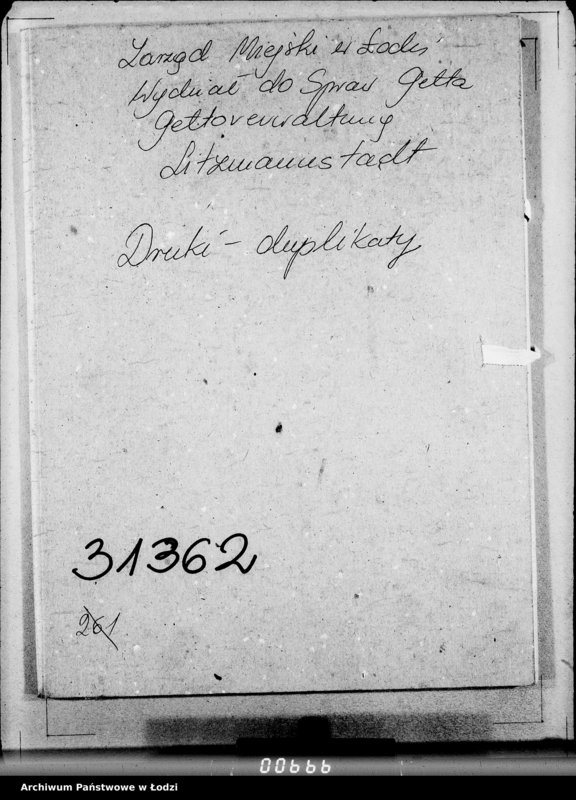 Zarząd Miejski w Łodzi
Wydział do Spraw Getta
Gettoverwaltung
Litzmannstadt
Druki - duplikaty
31362
261
00666
Archiwum Państwowe w Łodzi